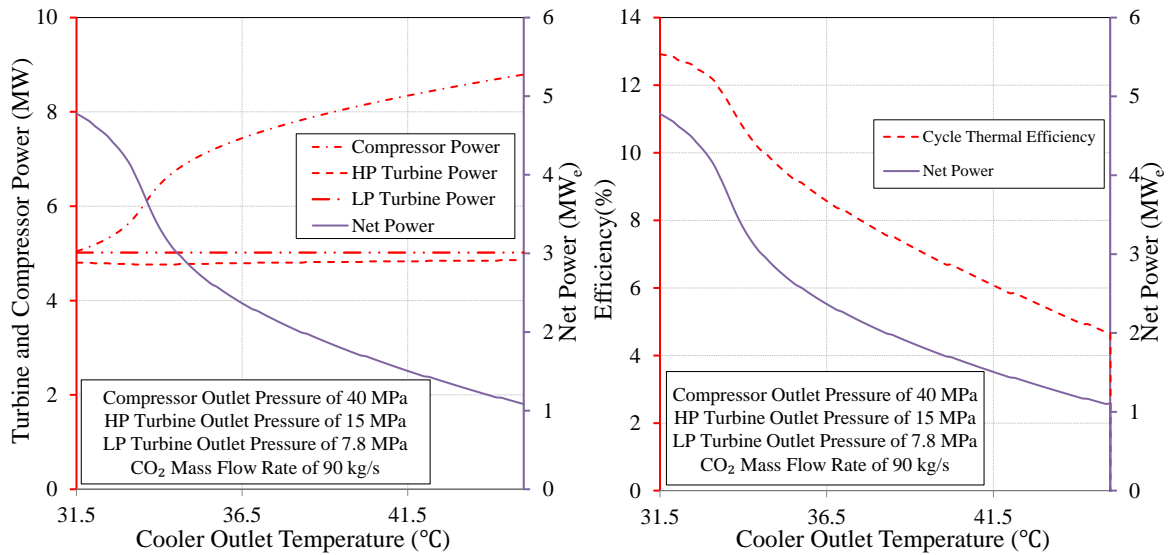 Turbine and Compressor Power (MW)
10
8
6
4
2
0
6
5
4
3
2
1
0
Net Power (MWe)
Compressor Power
HP Turbine Power
LP Turbine Power
Net Power
Compressor Outlet Pressure of 40 MPa
HP Turbine Outlet Pressure of 15 MPa
LP Turbine Outlet Pressure of 7.8 MPa
CO₂ Mass Flow Rate of 90 kg/s
31.5
36.5
41.5
Cooler Outlet Temperature (℃)
Efficiency(%)
14
12
10
8
6
4
2
0
6
5
4
3
2
1
0
Net Power (MWe)
Cycle Thermal Efficiency
Net Power
Compressor Outlet Pressure of 40 MPa
HP Turbine Outlet Pressure of 15 MPa
LP Turbine Outlet Pressure of 7.8 MPa
CO₂ Mass Flow Rate of 90 kg/s
31.5
36.5
41.5
Cooler Outlet Temperature (℃)